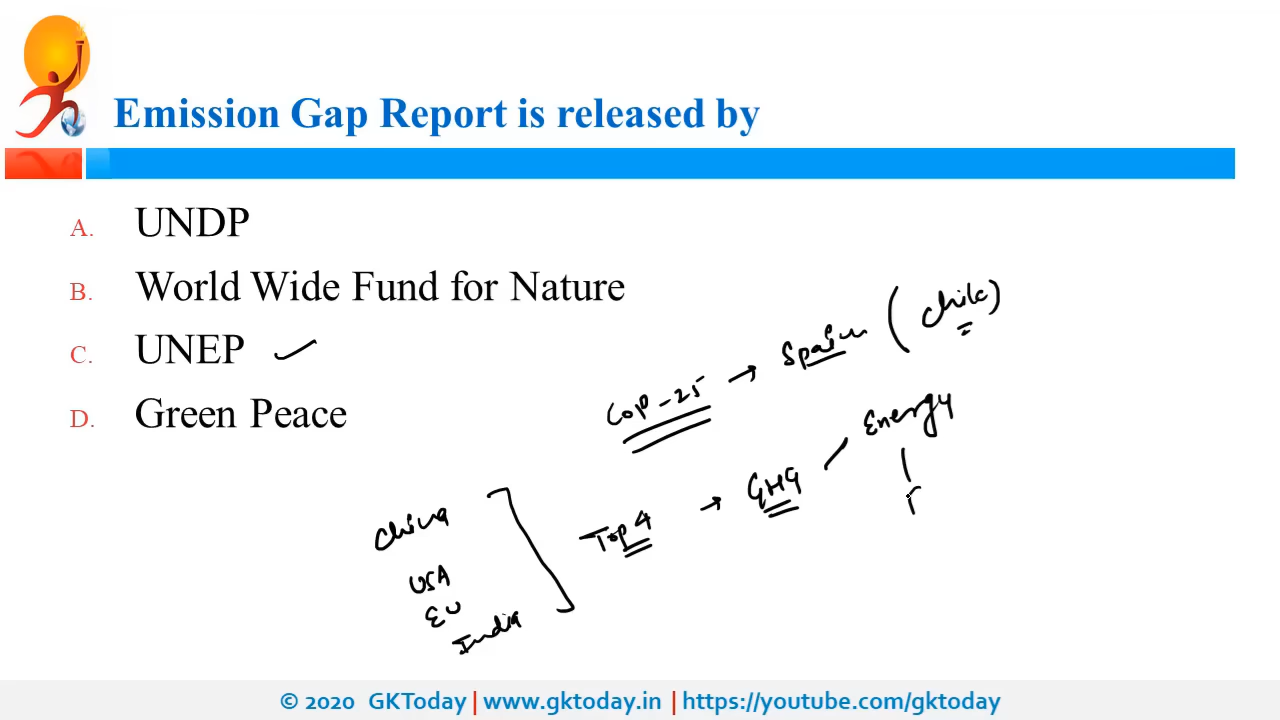 Emission Gap Report is released by
A. UNDP
B. World Wide Fund for Nature
C. UNEP
D. Green Peace
COP-25 → Spain (Chile)
Top 4 → GHG
Energy
China
USA
EU
India
© 2020 GKToday | www.gktoday.in | https://youtube.com/gktoday